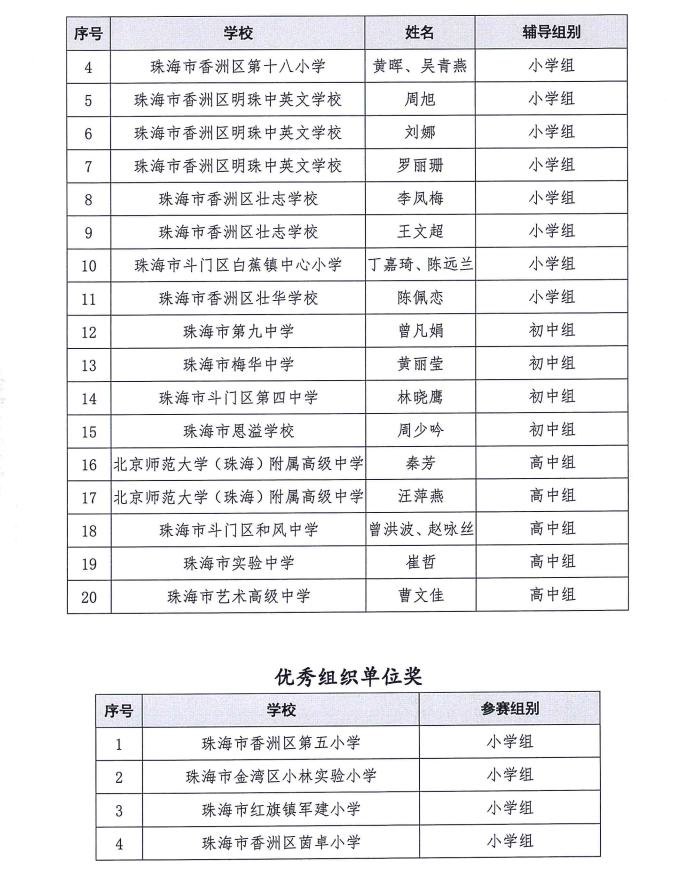 序号 学校 姓名 辅导组别
4 珠海市香洲区第十八小学 黄晖、吴青燕 小学组
5 珠海市香洲区明珠中英文学校 周旭 小学组
6 珠海市香洲区明珠中英文学校 刘娜 小学组
7 珠海市香洲区明珠中英文学校 罗丽珊 小学组
8 珠海市香洲区壮志学校 李凤梅 小学组
9 珠海市香洲区壮志学校 王文超 小学组
10 珠海市斗门区白蕉镇中心小学 丁嘉琦、陈远兰 小学组
11 珠海市香洲区壮华学校 陈佩恋 小学组
12 珠海市第九中学 曾凡娟 初中组
13 珠海市梅华中学 黄丽莹 初中组
14 珠海市斗门区第四中学 林晓鹰 初中组
15 珠海市恩溢学校 周少吟 初中组
16 北京师范大学（珠海）附属高级中学 秦芳 高中组
17 北京师范大学（珠海）附属高级中学 汪萍燕 高中组
18 珠海市斗门区和风中学 曾洪波、赵咏丝 高中组
19 珠海市实验中学 崔哲 高中组
20 珠海市艺术高级中学 曹文佳 高中组
优秀组织单位奖
序号 学校 参赛组别
1 珠海市香洲区第五小学 小学组
2 珠海市金湾区小林实验小学 小学组
3 珠海市红旗镇军建小学 小学组
4 珠海市香洲区茵卓小学 小学组